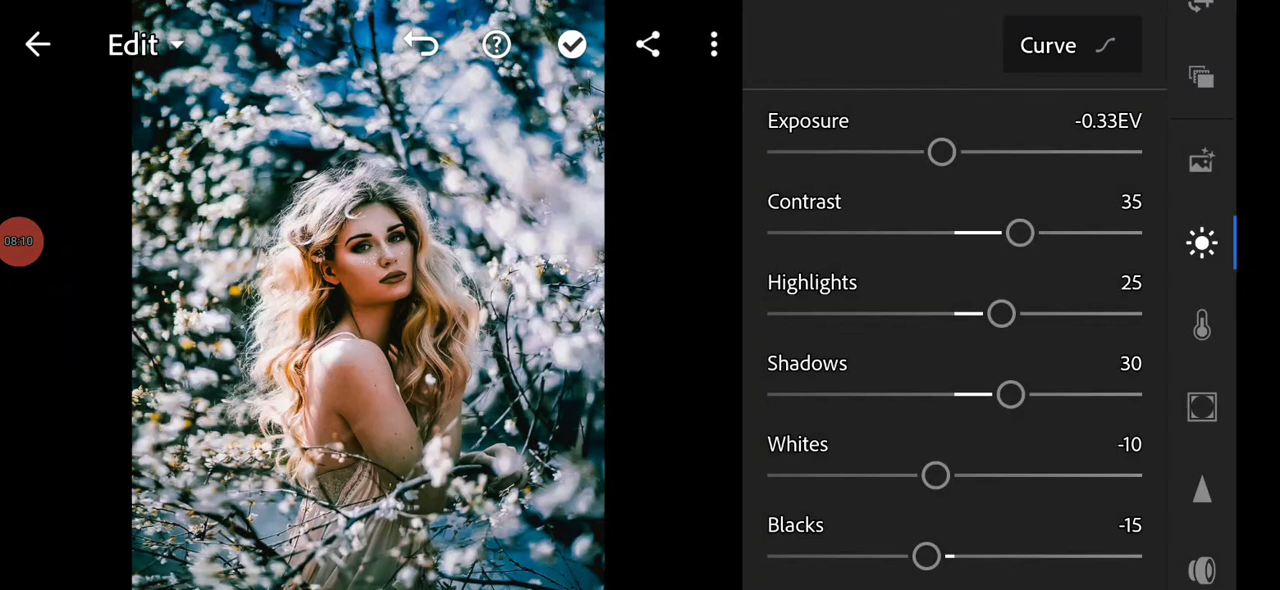 Edit
Curve
Exposure -0.33EV
Contrast 35
Highlights 25
Shadows 30
Whites -10
Blacks -15
08:10